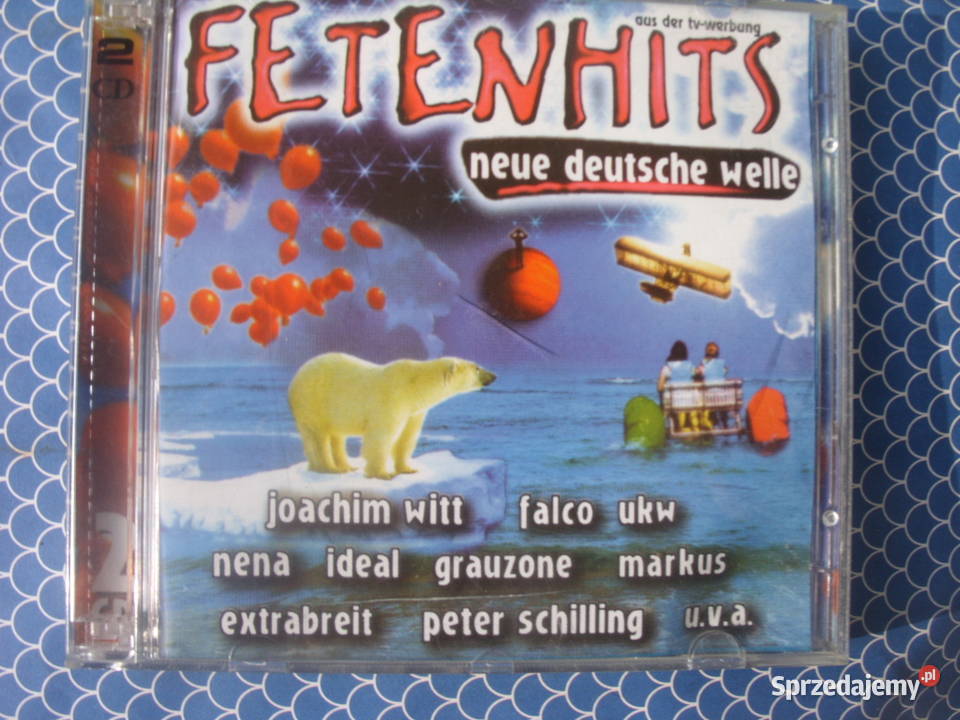 aus der tv-werbung
FETENHITS
neue deutsche welle
2
CD
joachim witt falco ukw
nena ideal grauzone markus
extrabreit peter schilling u.v.a.
2
Sprzedajemy.pl